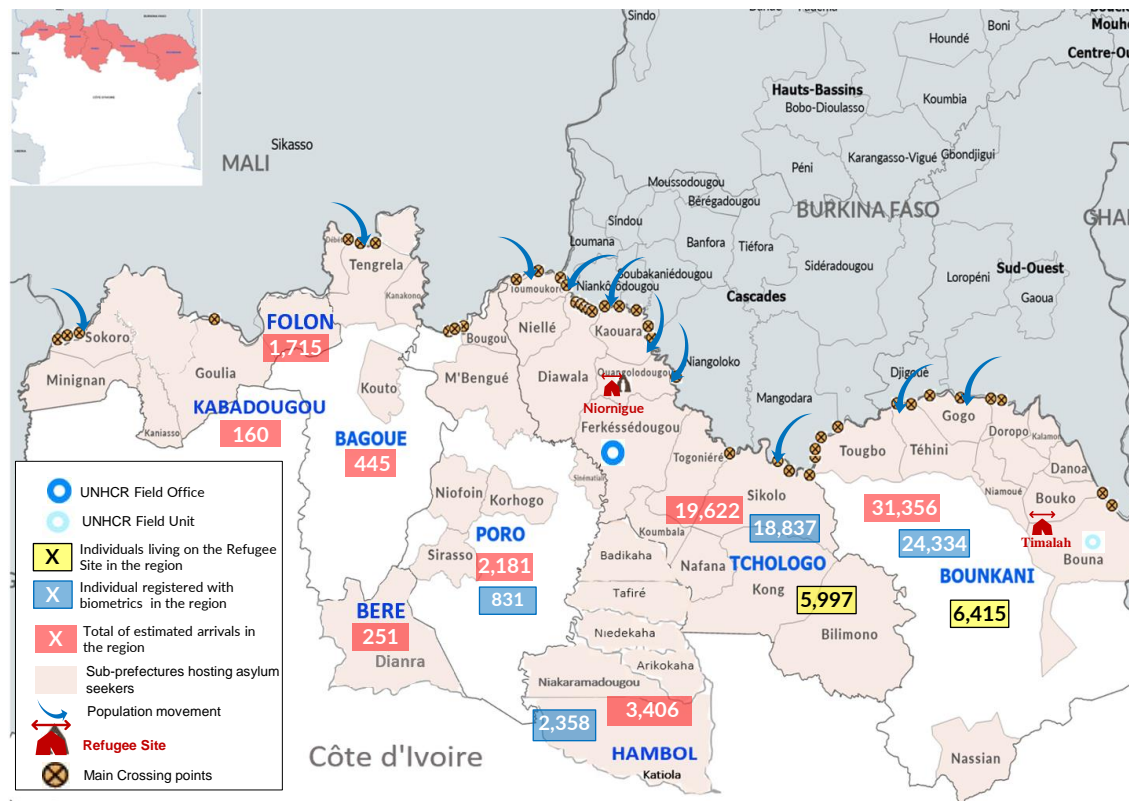 CÔTE D'IVOIRE
Boni
Houndé
Mouho
Centre-Ou
Hauts-Bassins
Bobo-Dioulasso
Koumbia
Sikasso
MALI
Karangasso-Vigué
Gbondjigui
Péni
Moussodougou
Bérégadougou
BURKINA FASO
GHA
Sindou
Loumana
Banfora
Tiéfora
Sidéradougou
Soubakaniédougou
Niankorodougou
Loropéni
Sud-Ouest
Gaoua
Cascades
Tengrela
Kanakono
Toumoukoro
FOLON
1,715
Sokoro
Bougou
Niellé
Kaouara
Niangoloko
Minignan
Goulia
M'Bengué
Diawala
Ouangolodougou
Djigoué
Kouto
Niornigue
Mangodara
Gogo
KABADOUGOU
160
Kaniasso
BAGOUE
445
Ferkéssédougou
Tougbo
Téhini
Doropo
Kalamon
Togoniéré
Danoa
Sinématiali
Sikolo
Niamoué
Bouko
Niofoin
Korhogo
19,622
18,837
31,356
24,334
Timalah
Bouna
PORO
2,181
831
Sirasso
Koumbala
Badikaha
Nafana
TCHOLOGO
Kong
5,997
BOUNKANI
6,415
Tafiré
BERE
251
Dianra
Bilimono
Niedekaha
Arikokaha
Niakaramadougou
3,406
2,358
HAMBOL
Katiola
Nassian
Côte d'Ivoire
UNHCR Field Office
UNHCR Field Unit
X
Individuals living on the Refugee
Site in the region
X
Individual registered with
biometrics in the region
X
Total of estimated arrivals in
the region
Sub-prefectures hosting asylum
seekers
Population movement
Refugee Site
Main Crossing points